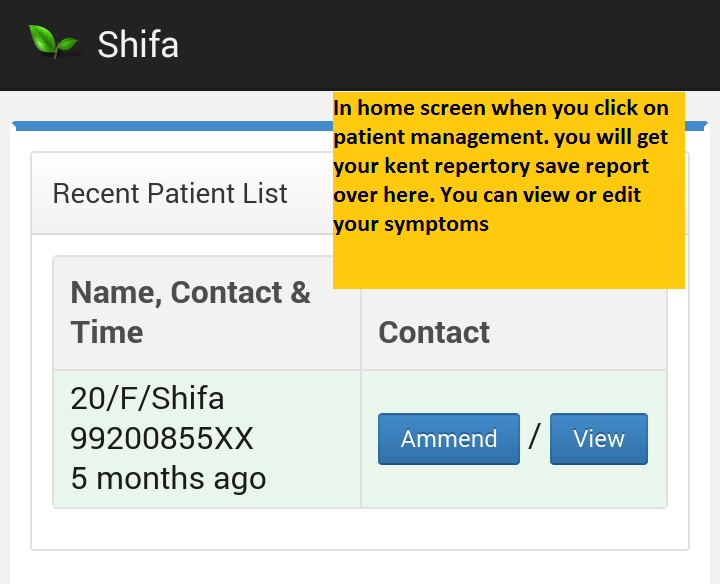 Shifa
In home screen when you click on
patient management. you will get
your kent repertory save report
over here. You can view or edit
your symptoms
Recent Patient List
Name, Contact &
Time
Contact
20/F/Shifa
99200855XX
5 months ago
Ammend / View